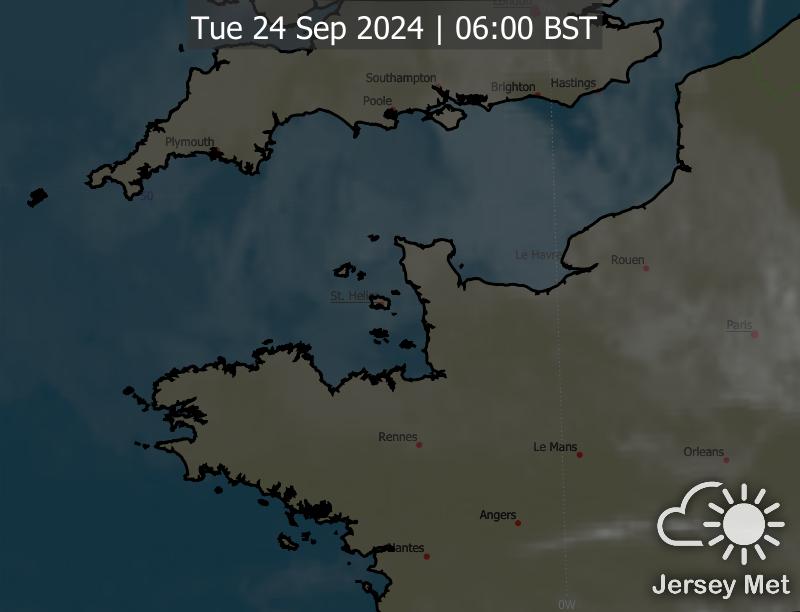 London
Tue 24 Sep 2024 | 06:00 BST
Southampton
Brighton
Hastings
Poole
Plymouth
50
Le Havre
Rouen
St. Helier
Paris
Rennes
Le Mans
Orleans
Angers
Nantes
Jersey Met
0W